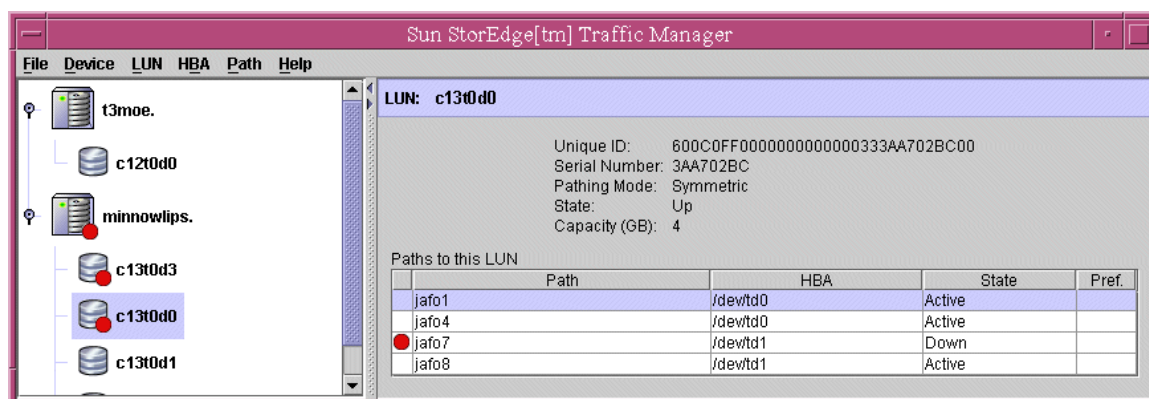 Sun StorEdge[tm] Traffic Manager
File Device LUN HBA Path Help
t3moe.
c12t0d0
minnowlips.
c13t0d3
c13t0d0
c13t0d1
LUN: c13t0d0
Unique ID: 600C0FF0000000000000333AA702BC00
Serial Number: 3AA702BC
Pathing Mode: Symmetric
State: Up
Capacity (GB): 4
Paths to this LUN
Path HBA State Pref.
jafo1 /dev/td0 Active
jafo4 /dev/td0 Active
jafo7 /dev/td1 Down
jafo8 /dev/td1 Active